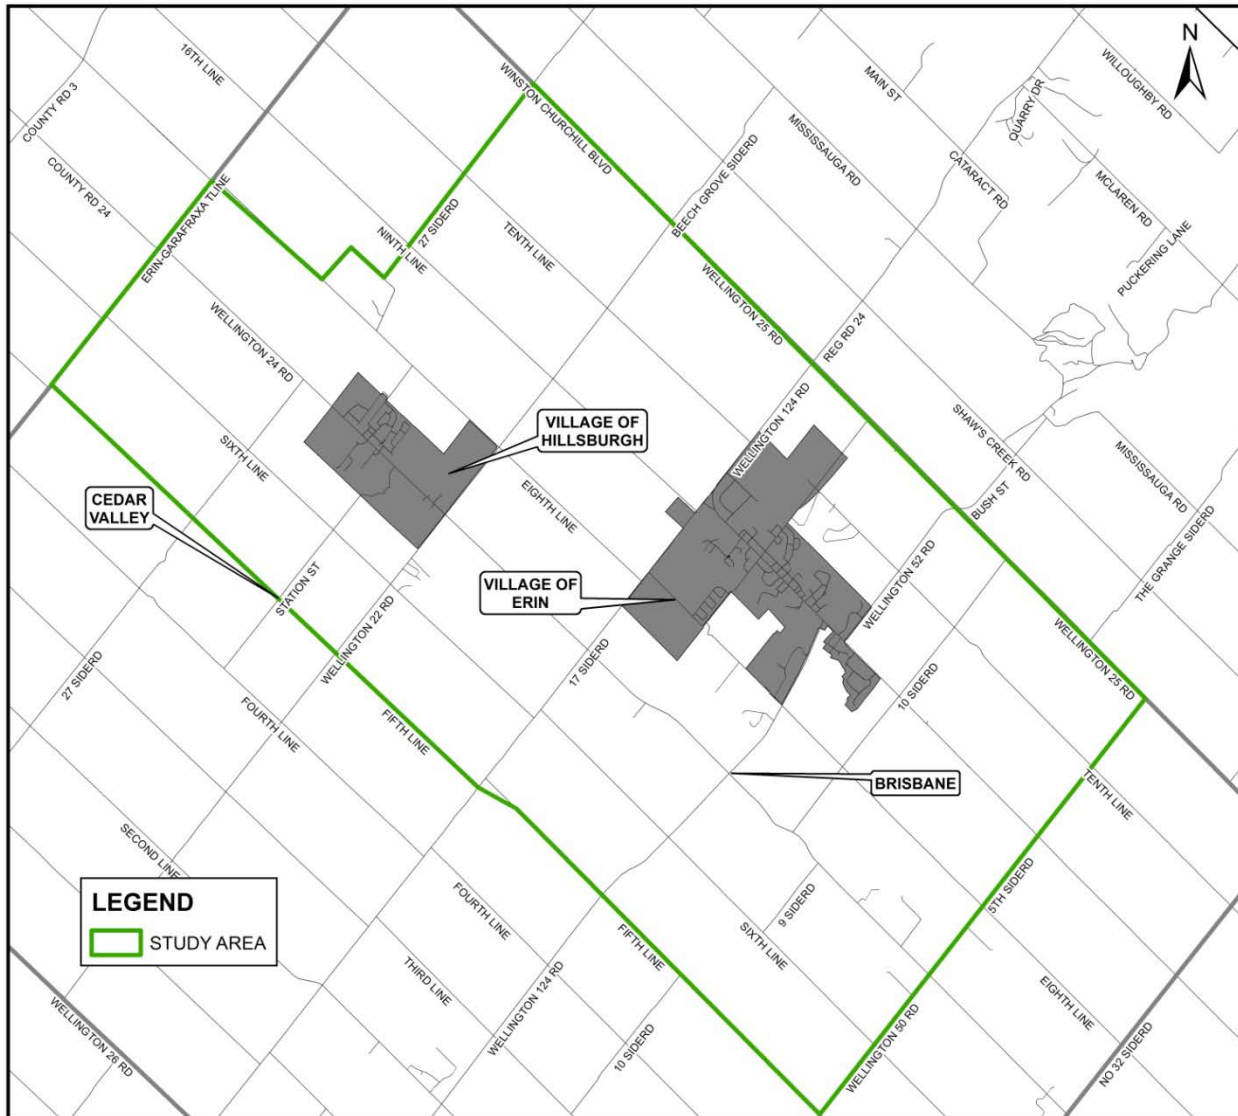 N
16TH LINE
WINSTON CHURCHILL BLVD
MAIN ST
WILLOUGHBY RD
COUNTY RD 3
QUARRY DR
MISSISSAUGA RD
BEECH GROVE SIDERD
CATARACT RD
MCLAREN RD
COUNTY RD 24
ERIN-GARAFRAXA TLINE
27 SIDERD
NINTH LINE
TENTH LINE
PUCKERING LANE
WELLINGTON 25 RD
WELLINGTON 24 RD
REG RD 24
WELLINGTON 124 RD
SHAW'S CREEK RD
VILLAGE OF
HILLSBURGH
SIXTH LINE
MISSISSAUGA RD
CEDAR
VALLEY
EIGHTH LINE
BUSH ST
THE GRANGE SIDERD
STATION ST
VILLAGE OF
ERIN
WELLINGTON 52 RD
WELLINGTON 22 RD
27 SIDERD
17 SIDERD
10 SIDERD
WELLINGTON 25 RD
FOURTH LINE
FIFTH LINE
BRISBANE
TENTH LINE
SECOND LINE
LEGEND
STUDY AREA
FOURTH LINE
9 SIDERD
5TH SIDERD
FIFTH LINE
SIXTH LINE
THIRD LINE
WELLINGTON 124 RD
EIGHTH LINE
WELLINGTON 26 RD
10 SIDERD
WELLINGTON 50 RD
NO 32 SIDERD